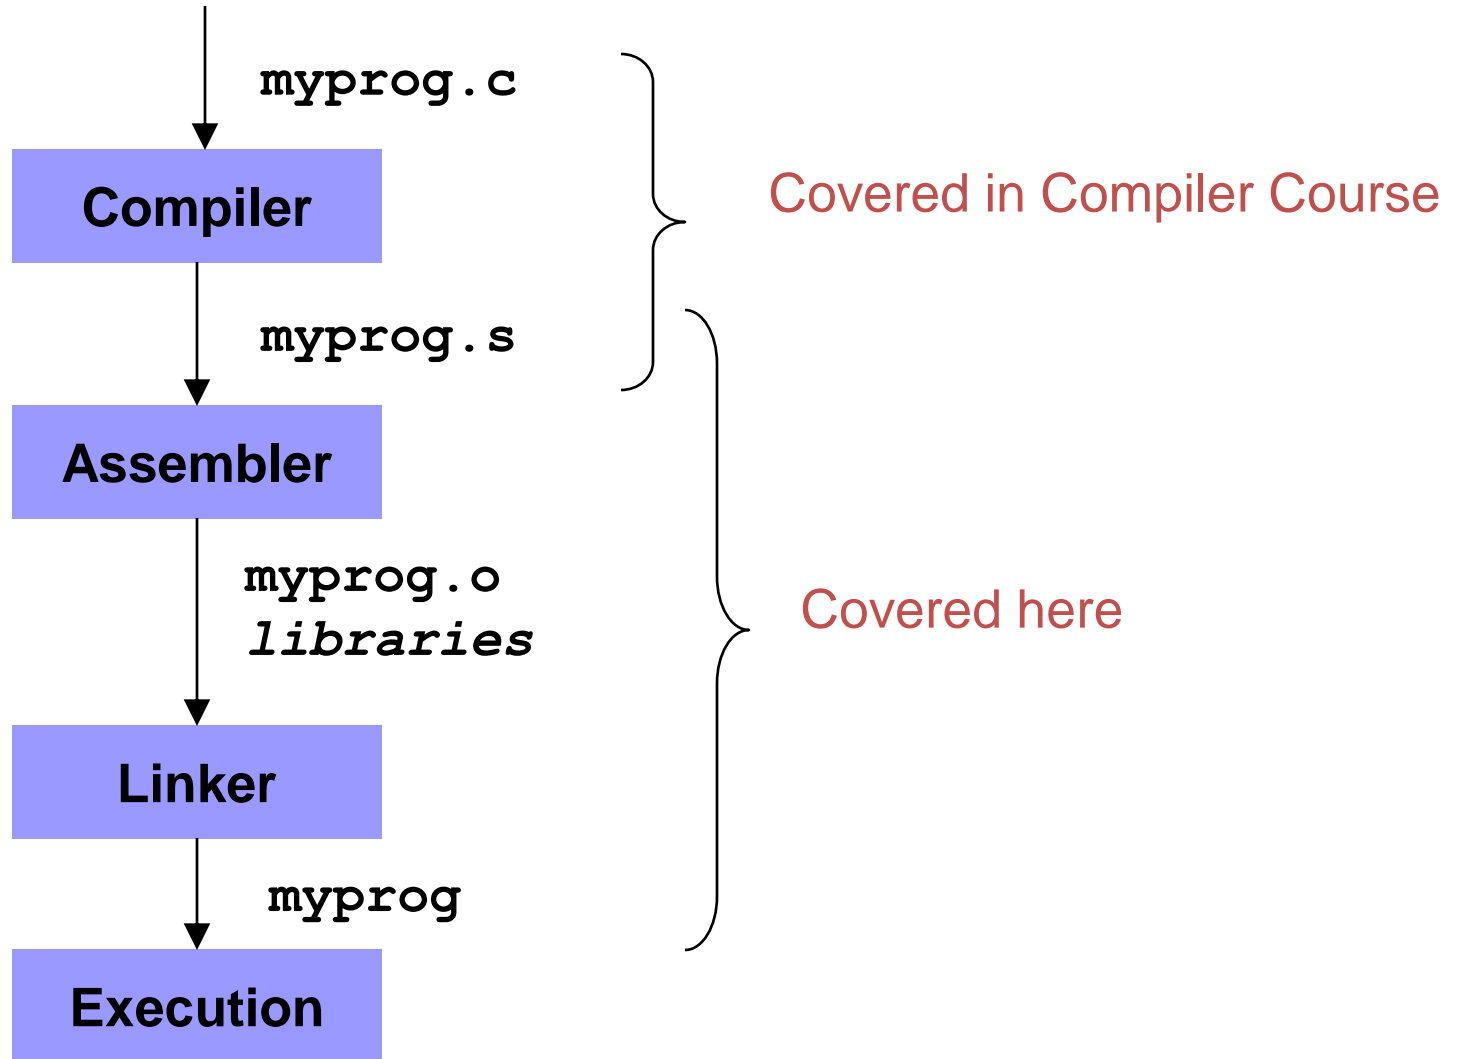 myprog.c
Compiler
Covered in Compiler Course
myprog.s
Assembler
myprog.o
libraries
Covered here
Linker
myprog
Execution